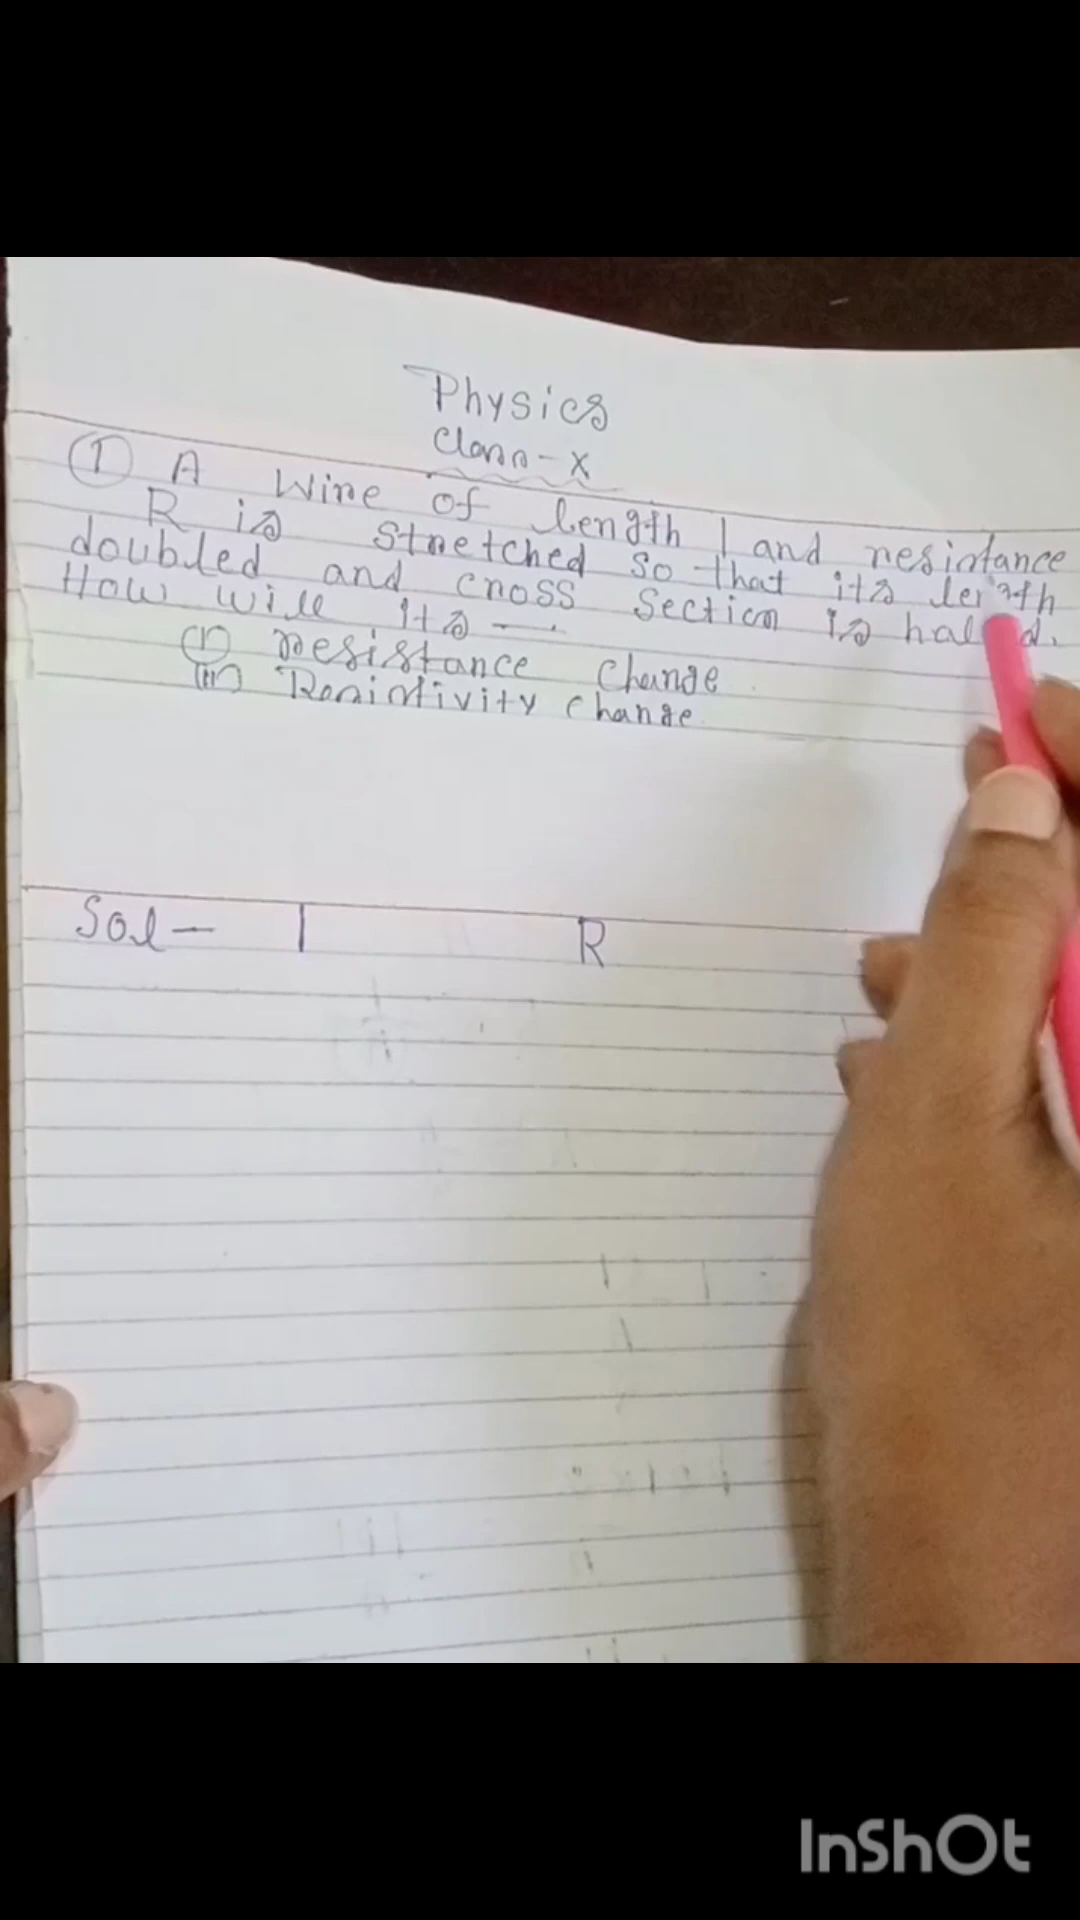 Physics
Class-X
① A wire of length l and resistance
R is stretched so that its length
doubled and cross section is halved.
How will its —
(i) resistance change
(ii) Resistivity change
Sol— l R
InShOt